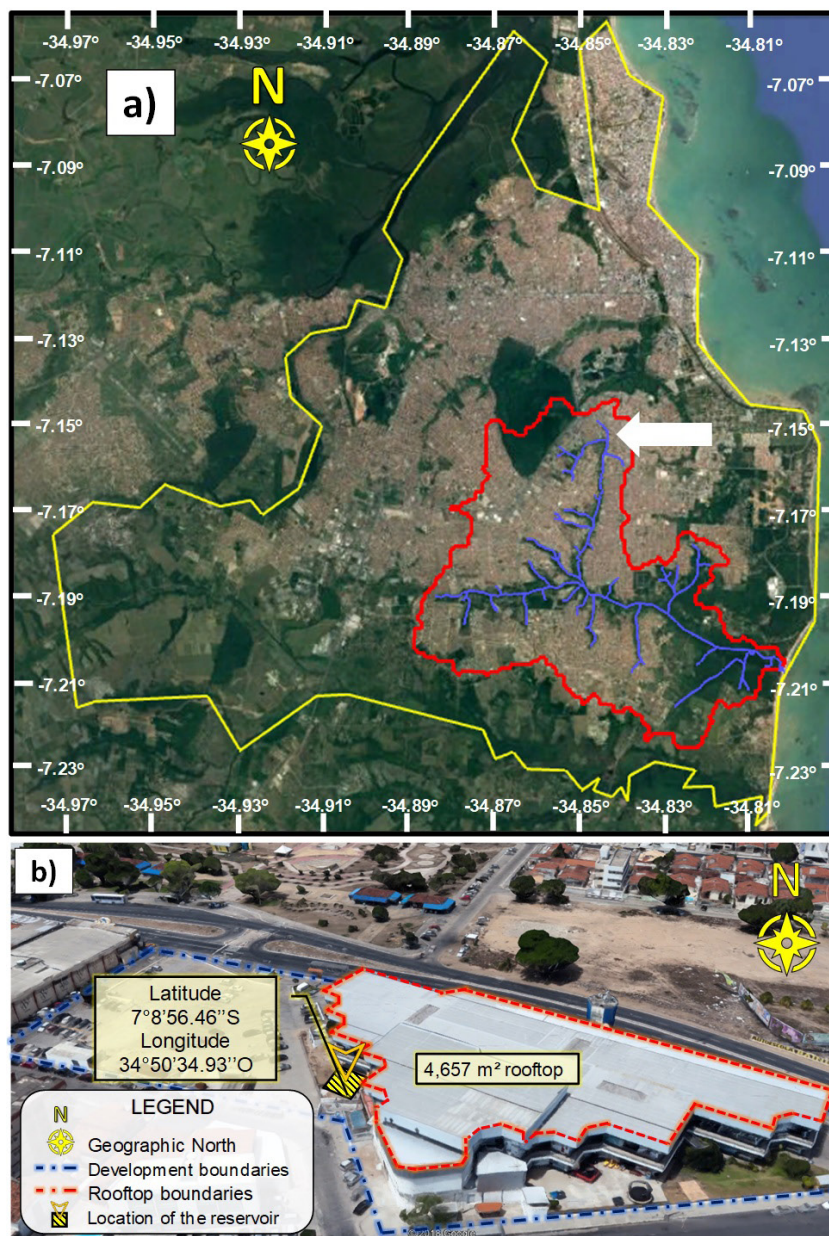 -34.97° -34.95° -34.93° -34.91° -34.89° -34.87° -34.85° -34.83° -34.81°
a)
N
-7.07° -7.07°
-7.09° -7.09°
-7.11° -7.11°
-7.13° -7.13°
-7.15° -7.15°
-7.17° -7.17°
-7.19° -7.19°
-7.21° -7.21°
-7.23° -7.23°
-34.97° -34.95° -34.93° -34.91° -34.89° -34.87° -34.85° -34.83° -34.81°
b)
N
Latitude
7°8’56.46’’S
Longitude
34°50’34.93’’O
4,657 m² rooftop
LEGEND
N
Geographic North
Development boundaries
Rooftop boundaries
Location of the reservoir